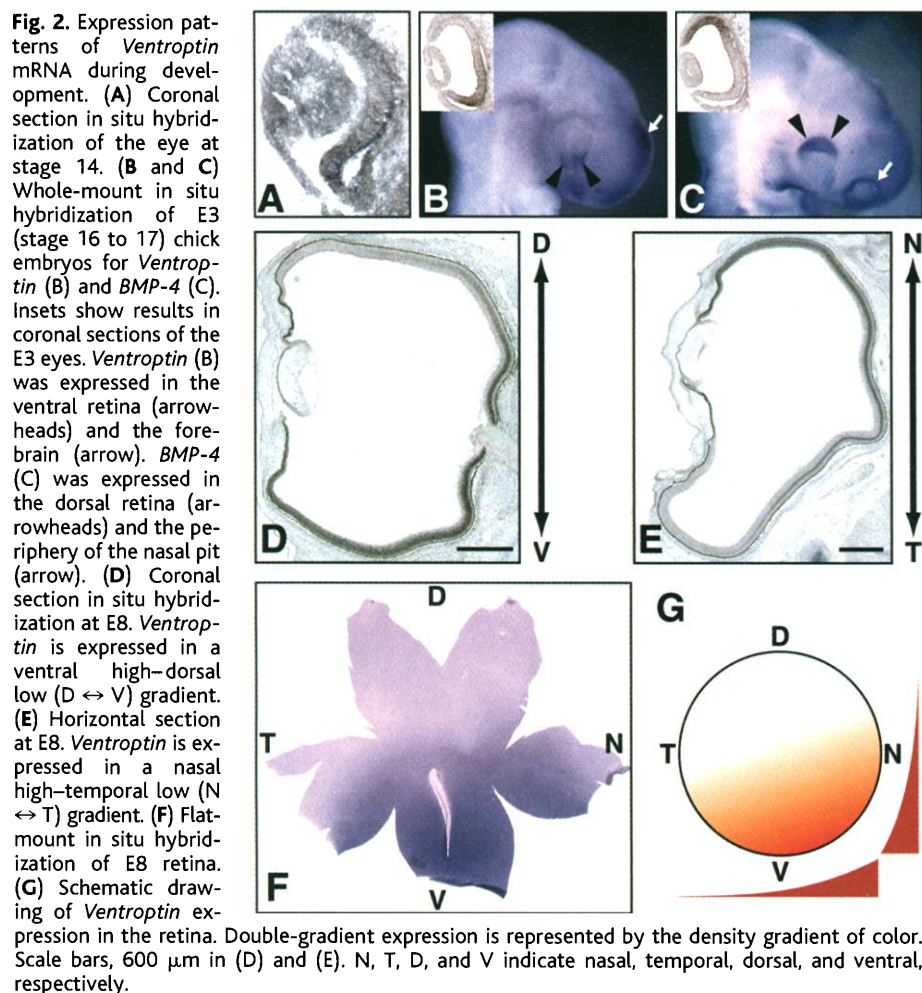 Fig. 2. Expression pat-
terns of Ventroptin
mRNA during devel-
opment. (A) Coronal
section in situ hybrid-
ization of the eye at
stage 14. (B and C)
Whole-mount in situ
hybridization of E3
(stage 16 to 17) chick
embryos for Ventrop-
tin (B) and BMP-4 (C).
Insets show results in
coronal sections of the
E3 eyes. Ventroptin (B)
was expressed in the
ventral retina (arrow-
heads) and the fore-
brain (arrow). BMP-4
(C) was expressed in
the dorsal retina (ar-
rowheads) and the pe-
riphery of the nasal pit
(arrow). (D) Coronal
section in situ hybrid-
ization at E8. Ventrop-
tin is expressed in a
ventral high–dorsal
low (D ↔ V) gradient.
(E) Horizontal section
at E8. Ventroptin is ex-
pressed in a nasal
high–temporal low (N
↔ T) gradient. (F) Flat-
mount in situ hybrid-
ization of E8 retina.
(G) Schematic draw-
ing of Ventroptin ex-
pression in the retina. Double-gradient expression is represented by the density gradient of color.
Scale bars, 600 μm in (D) and (E). N, T, D, and V indicate nasal, temporal, dorsal, and ventral,
respectively.
A
B
C
D
D
V
E
N
T
F
D
T
N
V
G
D
T
N
V